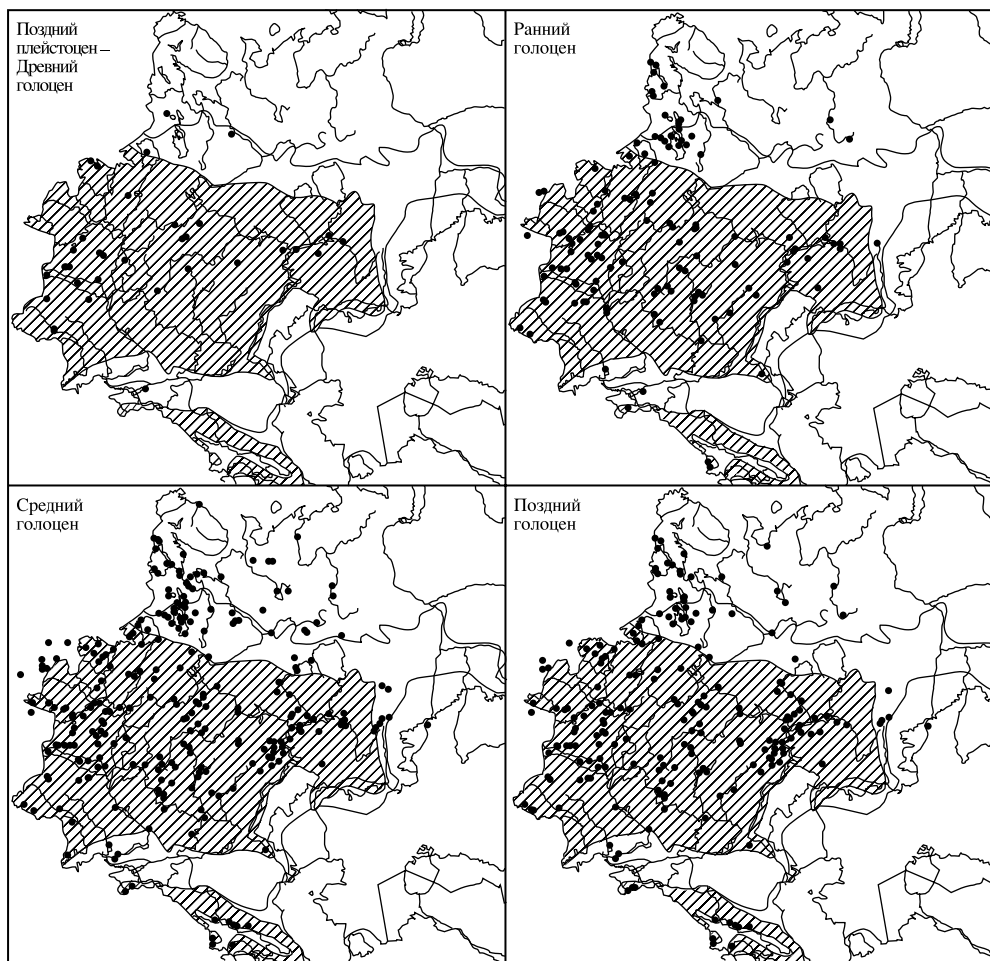 Поздний
плейстоцен –
Древний
голоцен
Ранний
голоцен
Средний
голоцен
Поздний
голоцен